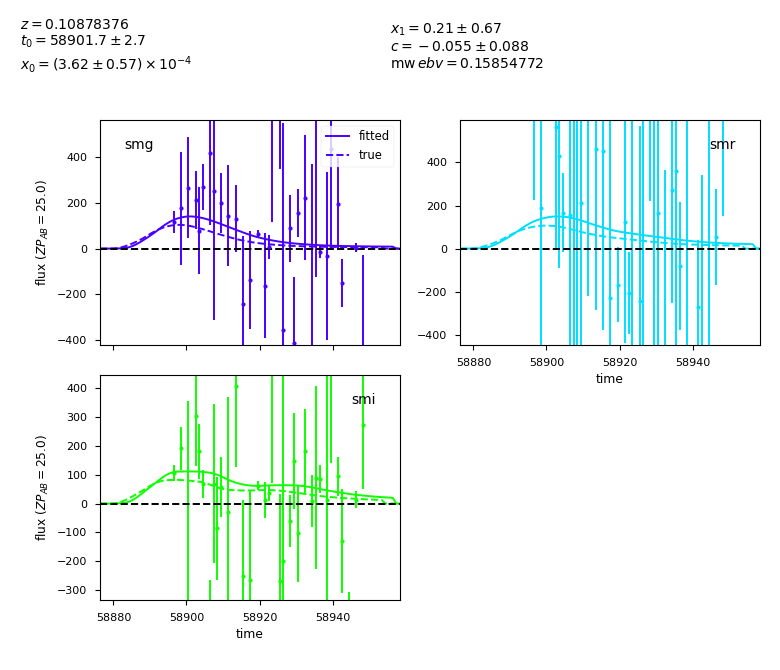 z = 0.10878376
t₀ = 58901.7 ± 2.7
x₀ = (3.62 ± 0.57) × 10⁻⁴
x₁ = 0.21 ± 0.67
c = −0.055 ± 0.088
mw ebv = 0.15854772
smg
fitted
true
400
200
0
−200
−400
flux (ZP_AB = 25.0)
smr
400
200
0
−200
−400
58880
58900
58920
58940
time
smi
400
300
200
100
0
−100
−200
−300
flux (ZP_AB = 25.0)
58880
58900
58920
58940
time